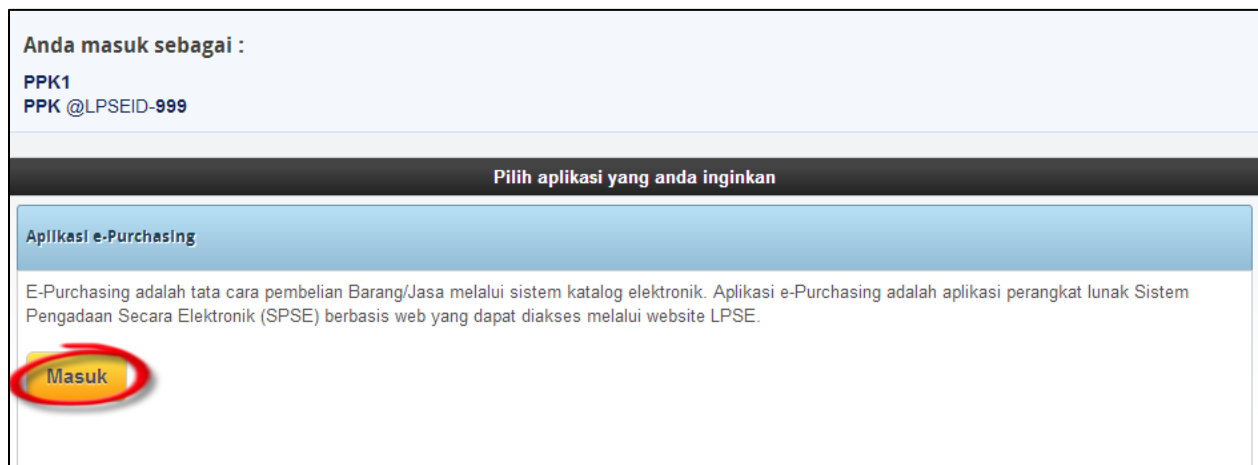 Anda masuk sebagai :
PPK1
PPK @LPSEID-999
Pilih aplikasi yang anda inginkan
Aplikasi e-Purchasing
E-Purchasing adalah tata cara pembelian Barang/Jasa melalui sistem katalog elektronik. Aplikasi e-Purchasing adalah aplikasi perangkat lunak Sistem
Pengadaan Secara Elektronik (SPSE) berbasis web yang dapat diakses melalui website LPSE.
Masuk